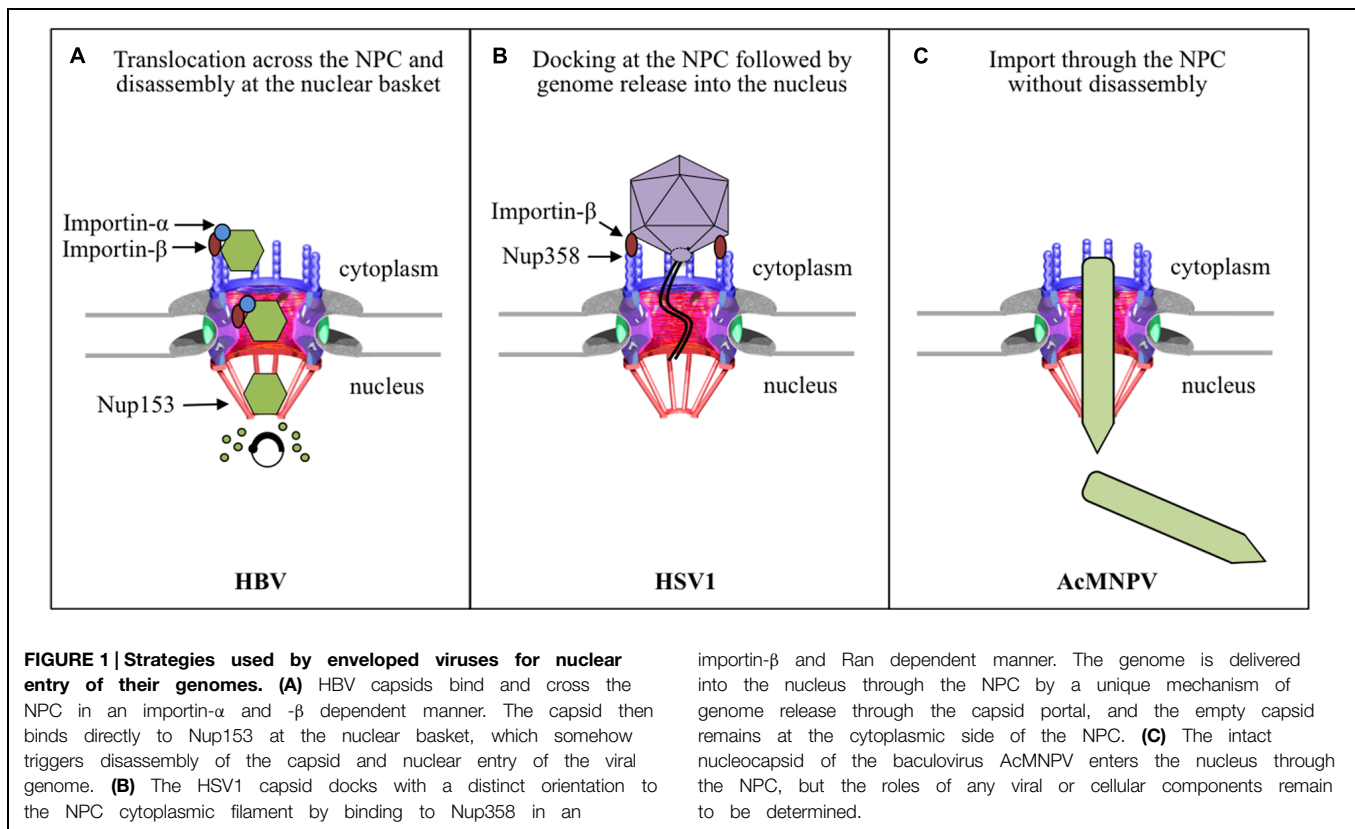 A
Translocation across the NPC and
disassembly at the nuclear basket
Importin-α
Importin-β
cytoplasm
nucleus
Nup153
HBV
B
Docking at the NPC followed by
genome release into the nucleus
Importin-β
Nup358
cytoplasm
nucleus
HSV1
C
Import through the NPC
without disassembly
cytoplasm
nucleus
AcMNPV
FIGURE 1 | Strategies used by enveloped viruses for nuclear
entry of their genomes. (A) HBV capsids bind and cross the
NPC in an importin-α and -β dependent manner. The capsid then
binds directly to Nup153 at the nuclear basket, which somehow
triggers disassembly of the capsid and nuclear entry of the viral
genome. (B) The HSV1 capsid docks with a distinct orientation to
the NPC cytoplasmic filament by binding to Nup358 in an
importin-β and Ran dependent manner. The genome is delivered
into the nucleus through the NPC by a unique mechanism of
genome release through the capsid portal, and the empty capsid
remains at the cytoplasmic side of the NPC. (C) The intact
nucleocapsid of the baculovirus AcMNPV enters the nucleus through
the NPC, but the roles of any viral or cellular components remain
to be determined.